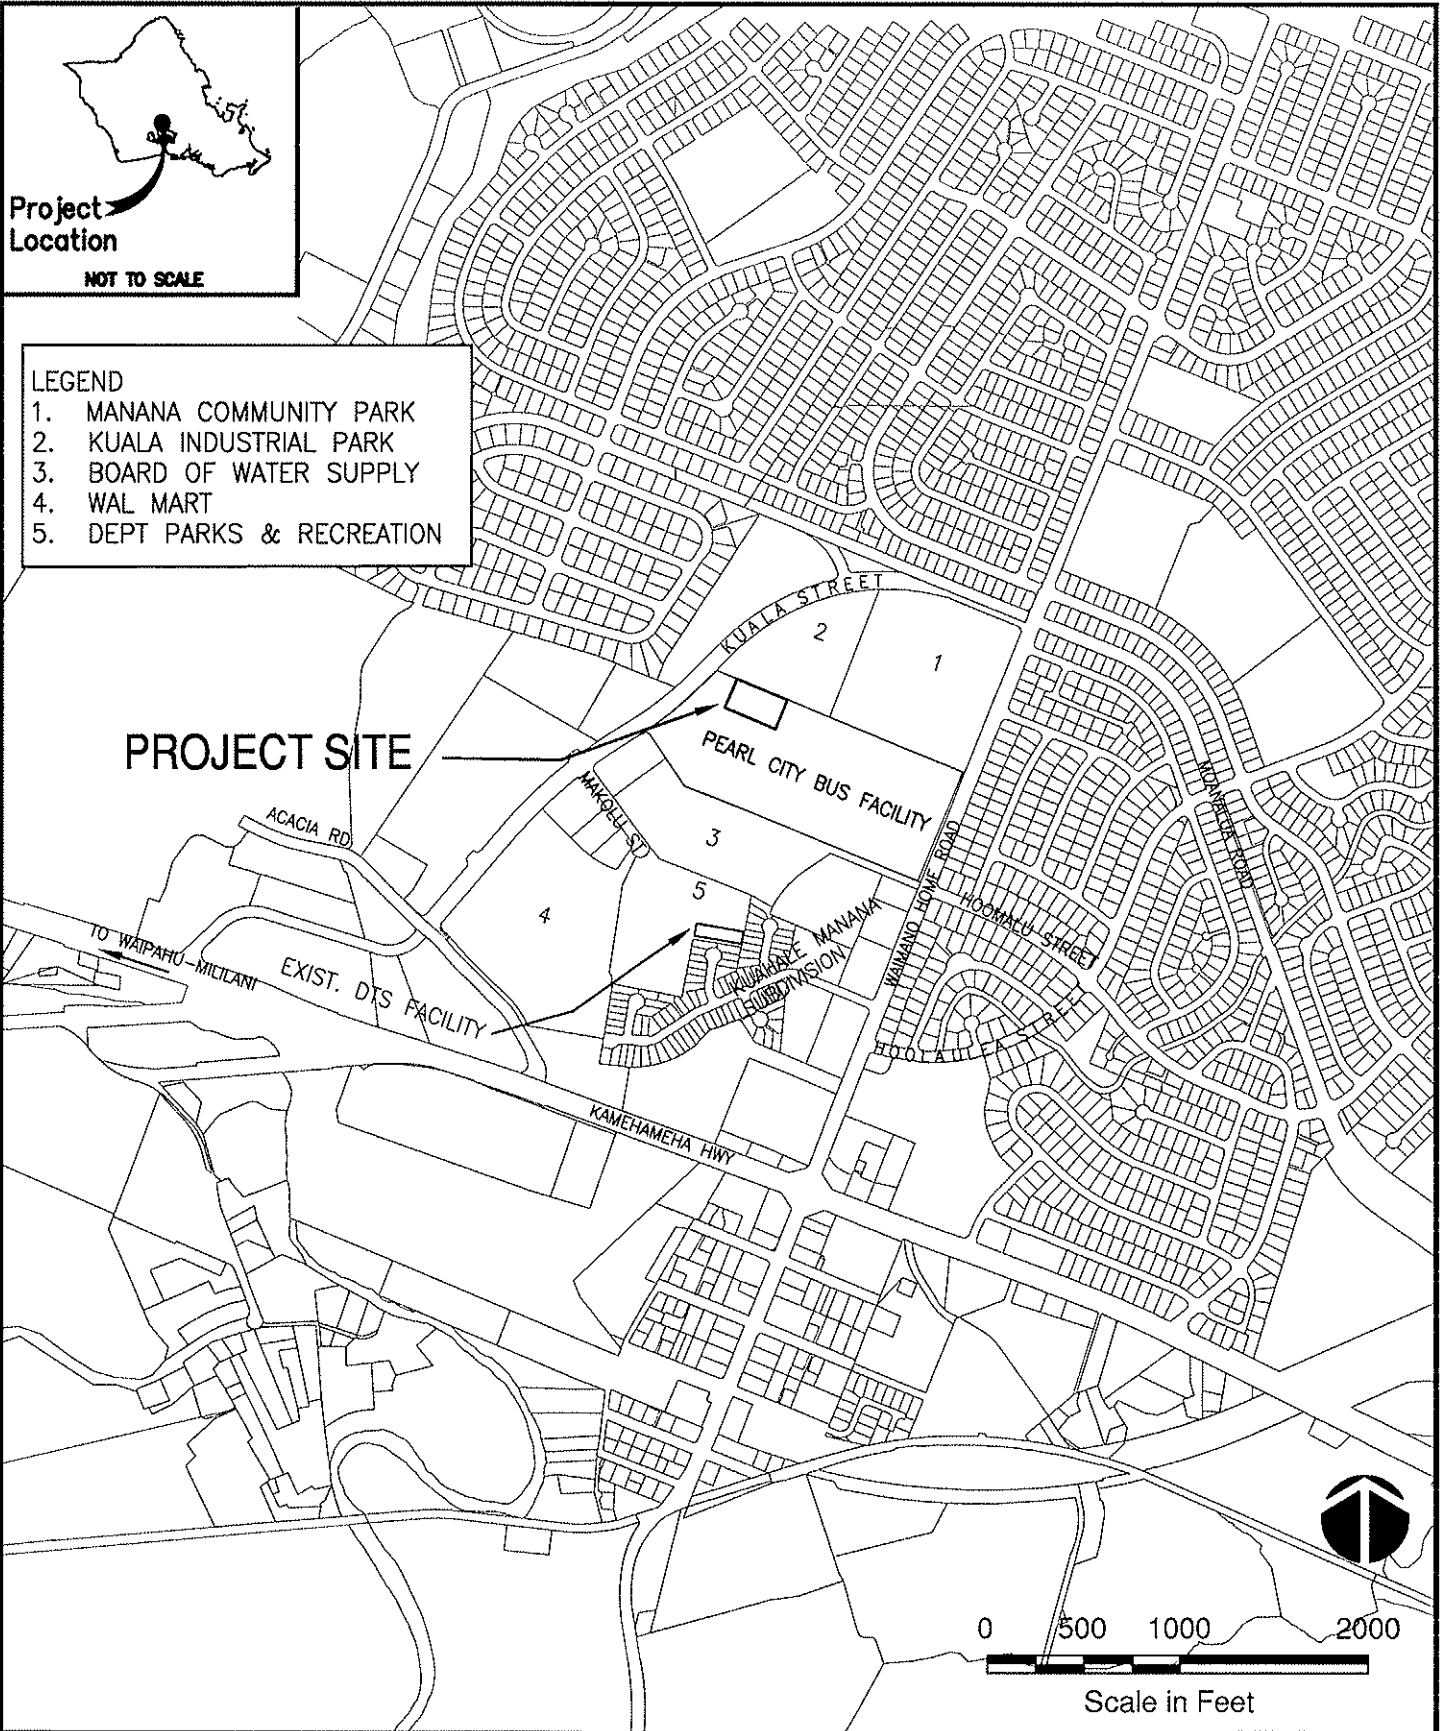 Project
Location
NOT TO SCALE
LEGEND
1. MANANA COMMUNITY PARK
2. KUALA INDUSTRIAL PARK
3. BOARD OF WATER SUPPLY
4. WAL MART
5. DEPT PARKS & RECREATION
KUALA STREET
2
1
PROJECT SITE
PEARL CITY BUS FACILITY
MAKOLU ST
MOANALUA ROAD
ACACIA RD
3
5
4
WAIMANO HOME ROAD
HOOMALU STREET
TO WAIPAHU-MILILANI
EXIST. DTS FACILITY
KUAHALE MANANA
SUBDIVISION
HOOLAULEA STREET
KAMEHAMEHA HWY
0 500 1000 2000
Scale in Feet